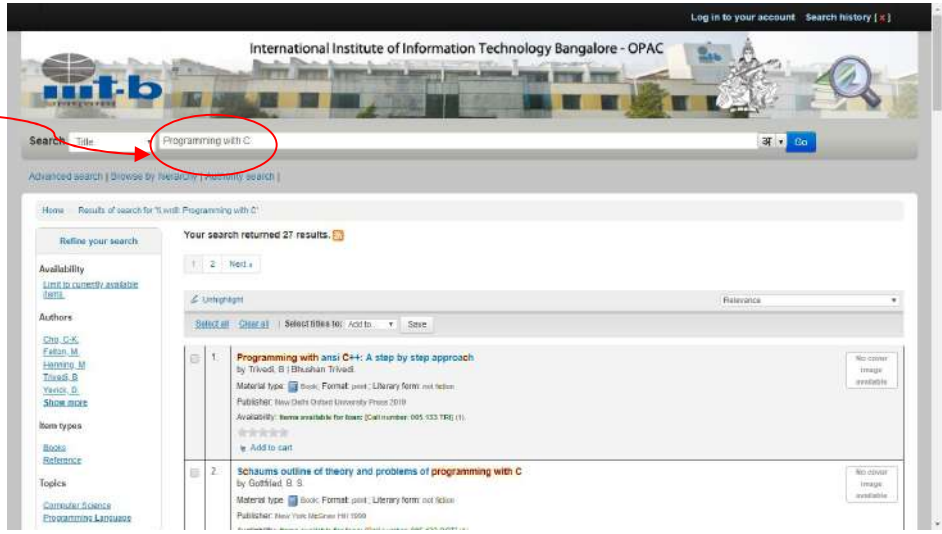 Log in to your account Search history [x]
International Institute of Information Technology Bangalore - OPAC
iiit-b
Search Title Programming with C अ Go
Advanced search | Browse by hierarchy | Authority search |
Home Results of search for 'ti,wrdl: Programming with C'
Refine your search
Your search returned 27 results.
1 2 Next »
Availability
Limit to currently available items.
Unhighlight Relevance
Select all Clear all | Select titles to: Add to... Save
Authors
Cho, C-K.
Henning, M
Trivedi, B
Show more
Item types
Books
Reference
Topics
Computer Science
Programming Language
1. Programming with ansi C++: A step by step approach
by Trivedi, B | Bhushan Trivedi.
Material type: Book; Format: print ; Literary form: not fiction
Publisher: New Delhi Oxford University Press 2010
Availability: Items available for loan: [Call number: 005.133 TRE] (1).
Add to cart
No cover image available
2. Schaums outline of theory and problems of programming with C
by Gottfried, B. S.
Material type: Book; Format: print ; Literary form: not fiction
Publisher: New York McGraw Hill 1990
No cover image available